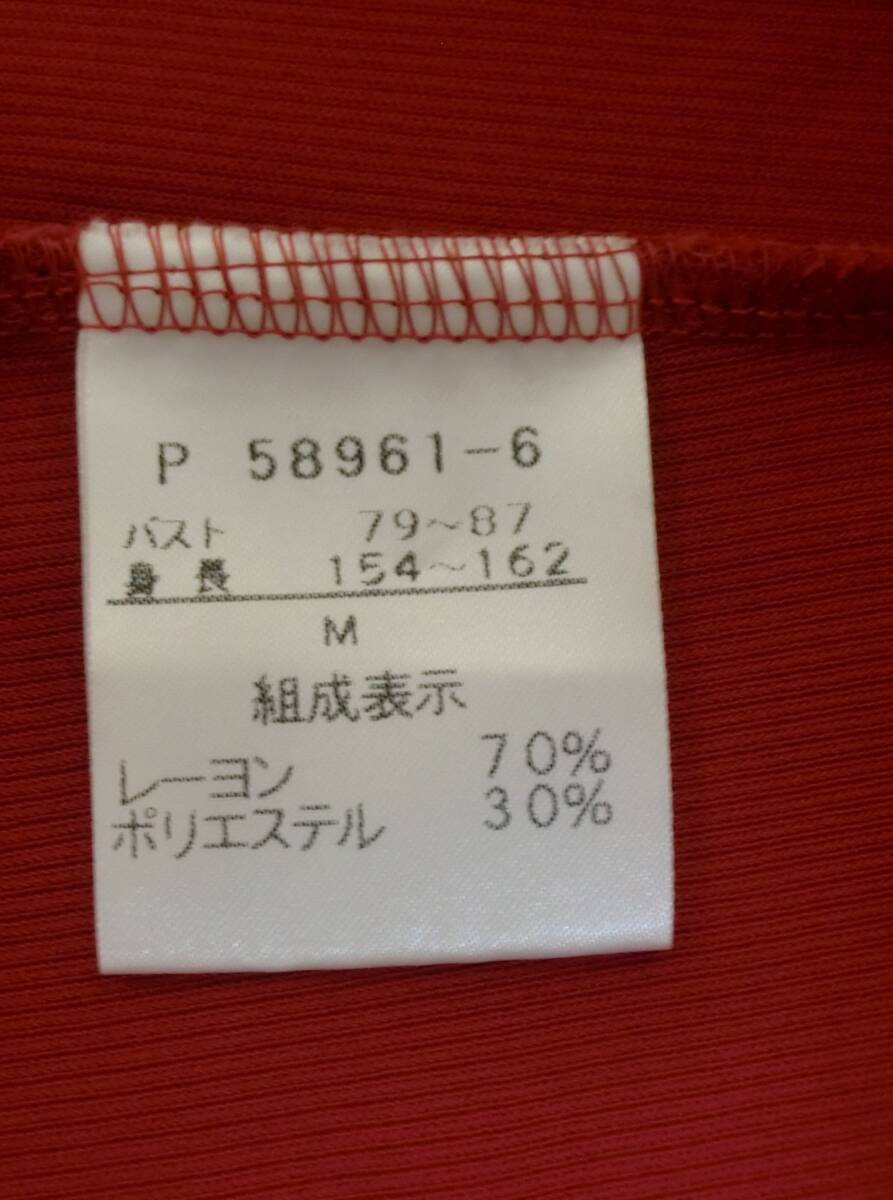 P 58961-6
バスト 79~87
身長 154~162
M
組成表示
レーヨン 70%
ポリエステル 30%